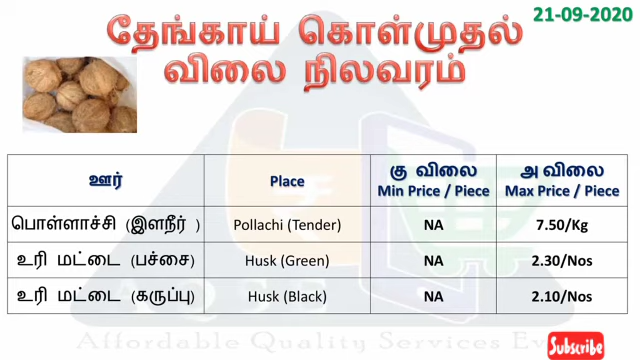 21-09-2020
தேங்காய் கொள்முதல்
விலை நிலவரம்
ஊர் Place கு விலை Min Price / Piece அ விலை Max Price / Piece
பொள்ளாச்சி (இளநீர் ) Pollachi (Tender) NA 7.50/Kg
உரி மட்டை (பச்சை) Husk (Green) NA 2.30/Nos
உரி மட்டை (கருப்பு) Husk (Black) NA 2.10/Nos
Affordable Quality Services Ev
Subscribe